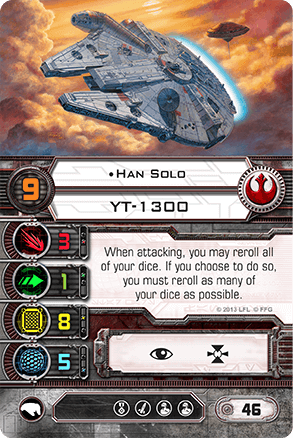 •HAN SOLO
9
YT-1300
3
1
8
5
When attacking, you may reroll all
of your dice. If you choose to do so,
you must reroll as many of
your dice as possible.
© 2013 LFL © FFG
46